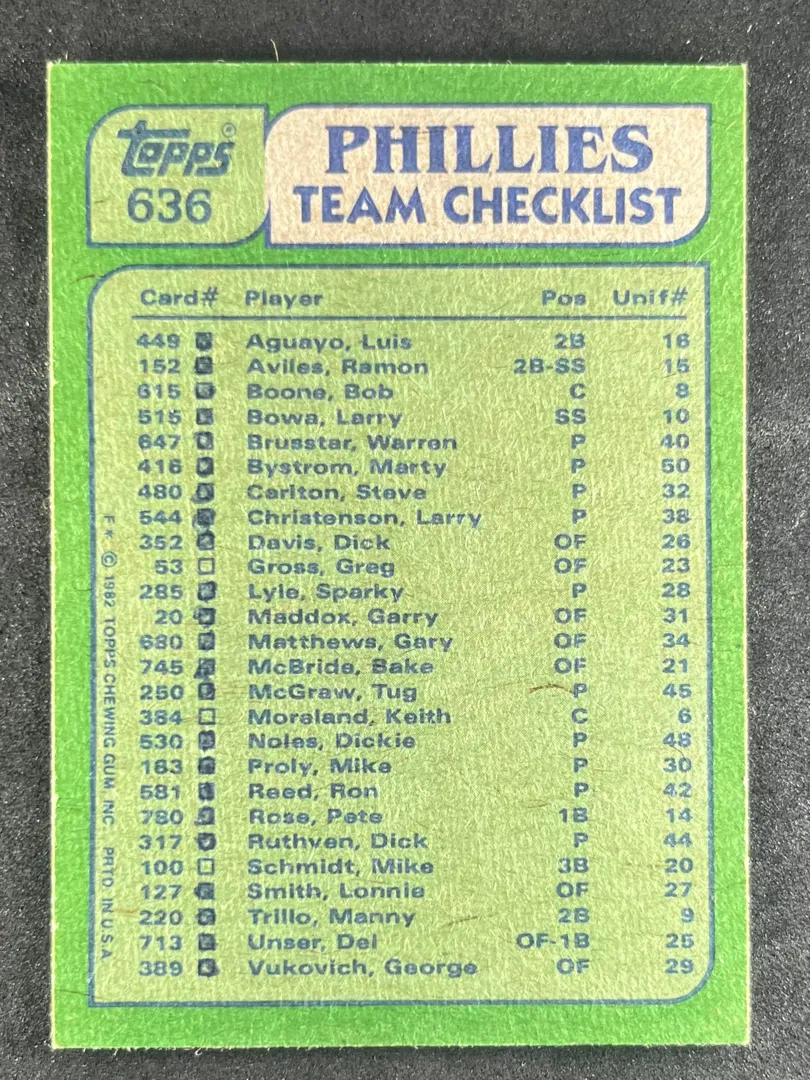 Topps®
636
PHILLIES
TEAM CHECKLIST
Card# Player Pos Unif#
449 Aguayo, Luis 2B 16
152 Aviles, Ramon 2B-SS 15
615 Boone, Bob C 8
515 Bowa, Larry SS 10
647 Brusstar, Warren P 40
416 Bystrom, Marty P 50
480 Carlton, Steve P 32
544 Christenson, Larry P 38
352 Davis, Dick OF 26
53 Gross, Greg OF 23
285 Lyle, Sparky P 28
20 Maddox, Garry OF 31
680 Matthews, Gary OF 34
745 McBride, Bake OF 21
250 McGraw, Tug P 45
384 Moreland, Keith C 6
530 Noles, Dickie P 48
183 Proly, Mike P 30
581 Reed, Ron P 42
780 Rose, Pete 1B 14
317 Ruthven, Dick P 44
100 Schmidt, Mike 3B 20
127 Smith, Lonnie OF 27
220 Trillo, Manny 2B 9
713 Unser, Del OF-1B 25
389 Vukovich, George OF 29
F* © 1982 TOPPS CHEWING GUM, INC. PRTD. IN U.S.A.